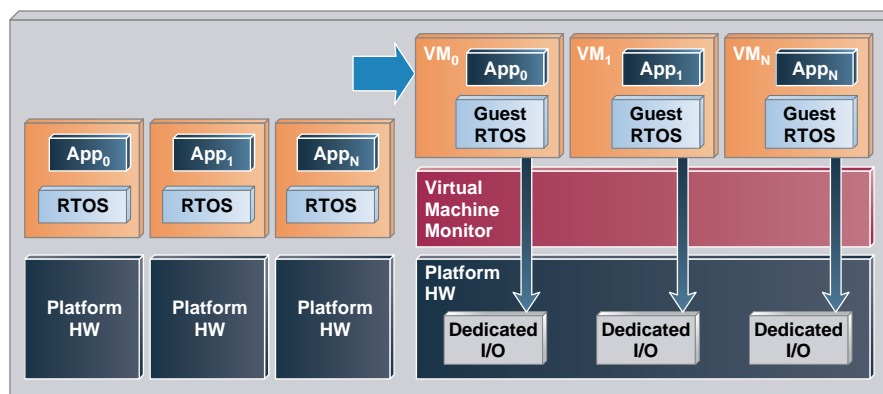 App0
RTOS
Platform
HW
App1
RTOS
Platform
HW
AppN
RTOS
Platform
HW
VM0
App0
Guest
RTOS
VM1
App1
Guest
RTOS
VMN
AppN
Guest
RTOS
Virtual
Machine
Monitor
Platform
HW
Dedicated
I/O
Dedicated
I/O
Dedicated
I/O